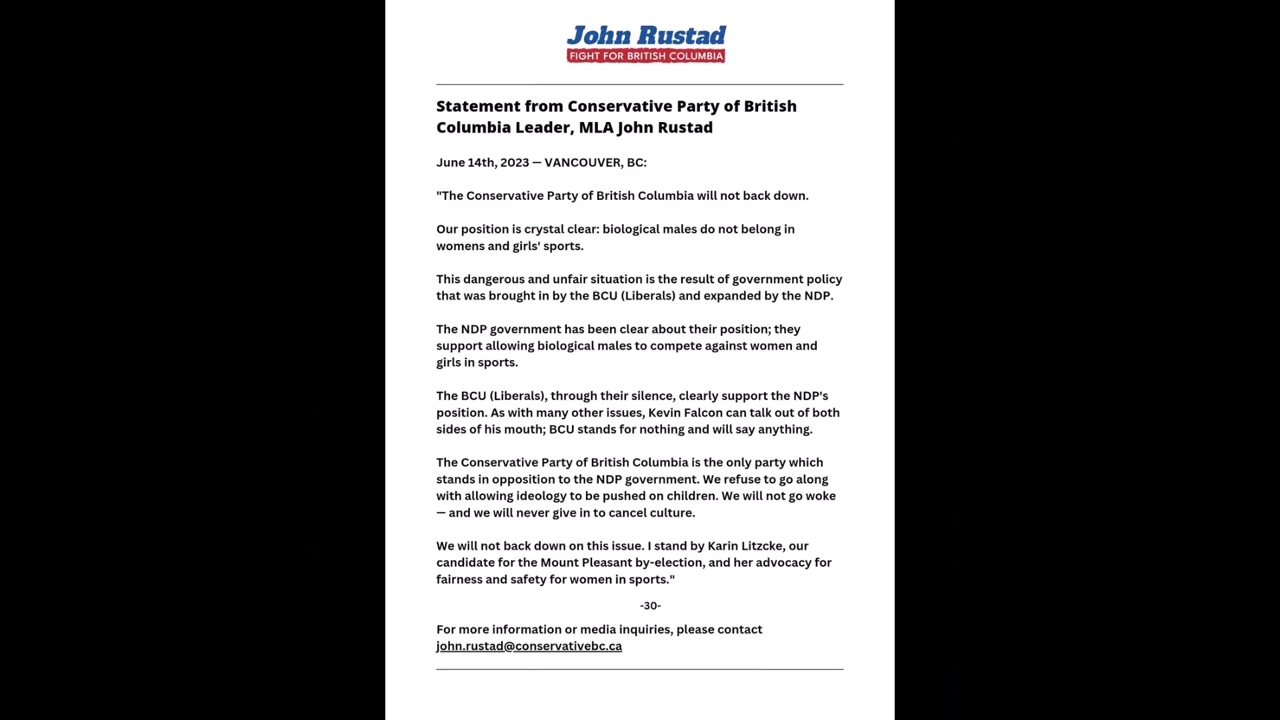 John Rustad
FIGHT FOR BRITISH COLUMBIA
Statement from Conservative Party of British
Columbia Leader, MLA John Rustad
June 14th, 2023 — VANCOUVER, BC:
"The Conservative Party of British Columbia will not back down.
Our position is crystal clear: biological males do not belong in
womens and girls' sports.
This dangerous and unfair situation is the result of government policy
that was brought in by the BCU (Liberals) and expanded by the NDP.
The NDP government has been clear about their position; they
support allowing biological males to compete against women and
girls in sports.
The BCU (Liberals), through their silence, clearly support the NDP's
position. As with many other issues, Kevin Falcon can talk out of both
sides of his mouth; BCU stands for nothing and will say anything.
The Conservative Party of British Columbia is the only party which
stands in opposition to the NDP government. We refuse to go along
with allowing ideology to be pushed on children. We will not go woke
— and we will never give in to cancel culture.
We will not back down on this issue. I stand by Karin Litzcke, our
candidate for the Mount Pleasant by-election, and her advocacy for
fairness and safety for women in sports."
-30-
For more information or media inquiries, please contact
john.rustad@conservativebc.ca